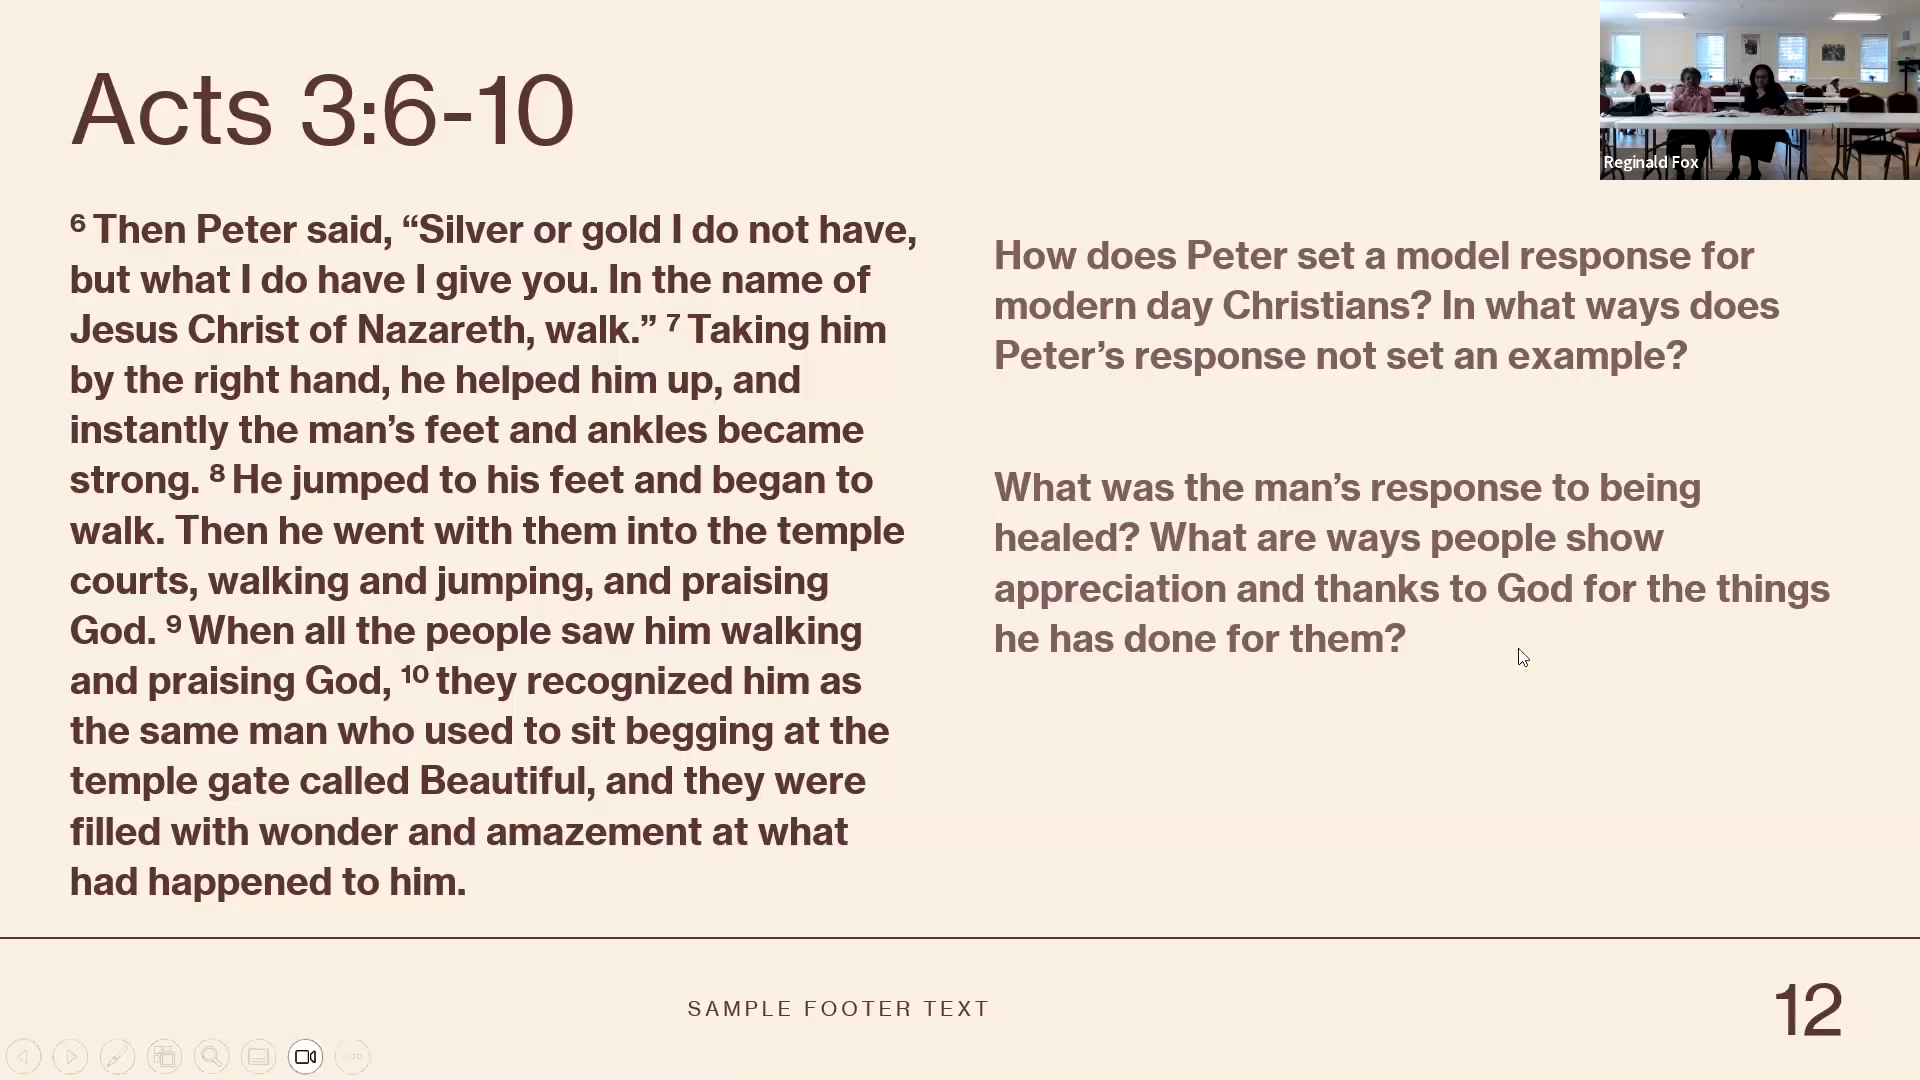 Acts 3:6-10
Reginald Fox
⁶ Then Peter said, “Silver or gold I do not have,
but what I do have I give you. In the name of
Jesus Christ of Nazareth, walk.” ⁷ Taking him
by the right hand, he helped him up, and
instantly the man’s feet and ankles became
strong. ⁸ He jumped to his feet and began to
walk. Then he went with them into the temple
courts, walking and jumping, and praising
God. ⁹ When all the people saw him walking
and praising God, ¹⁰ they recognized him as
the same man who used to sit begging at the
temple gate called Beautiful, and they were
filled with wonder and amazement at what
had happened to him.
How does Peter set a model response for
modern day Christians? In what ways does
Peter’s response not set an example?
What was the man’s response to being
healed? What are ways people show
appreciation and thanks to God for the things
he has done for them?
SAMPLE FOOTER TEXT
12